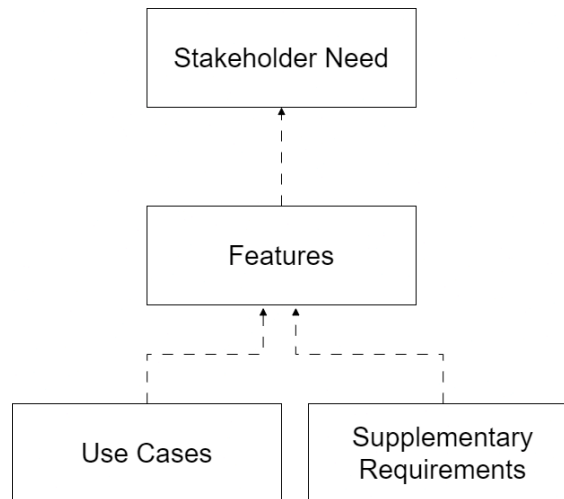 Stakeholder Need
Features
Use Cases
Supplementary
Requirements